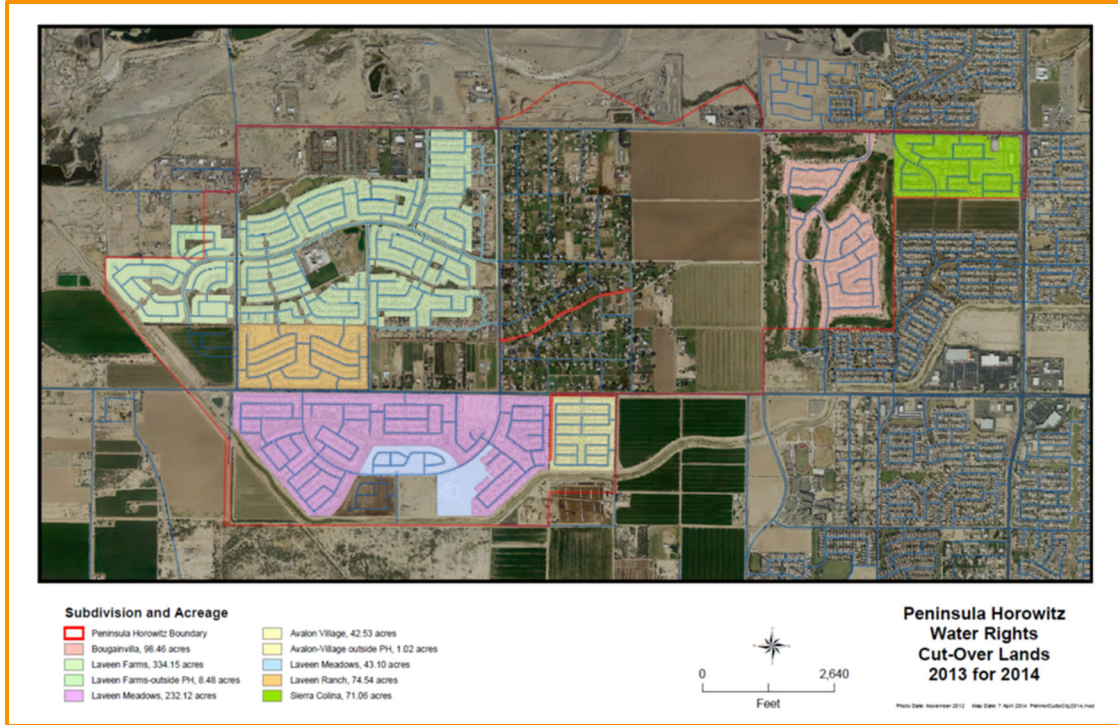 Subdivision and Acreage
Peninsula Horowitz Boundary
Bougainvilla, 98.46 acres
Laveen Farms, 334.15 acres
Laveen Farms-outside PH, 8.48 acres
Laveen Meadows, 232.12 acres
Avalon Village, 42.53 acres
Avalon-Village outside PH, 1.02 acres
Laveen Meadows, 43.10 acres
Laveen Ranch, 74.54 acres
Sierra Colina, 71.06 acres
0 2,640
Feet
Peninsula Horowitz
Water Rights
Cut-Over Lands
2013 for 2014
Photo Date: November 2012 Map Date: 7 April 2014